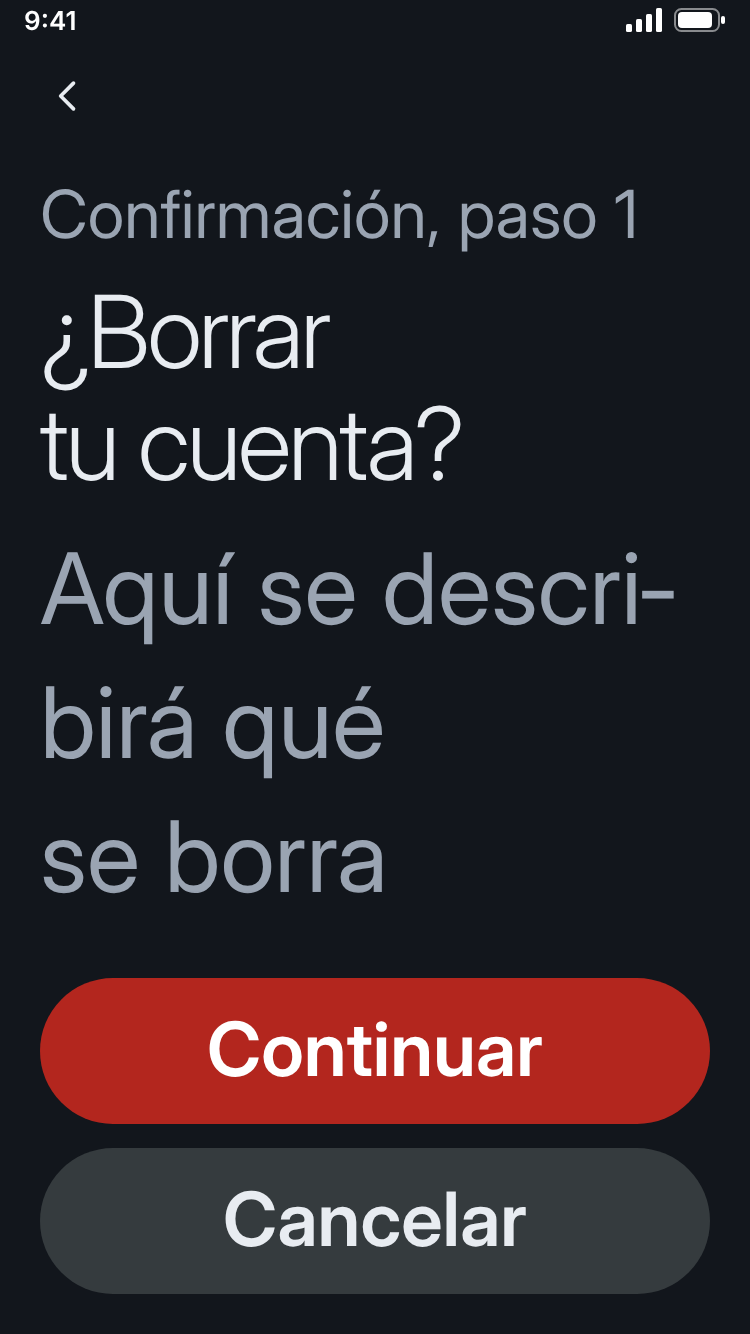 9:41
Confirmación, paso 1
¿Borrar
tu cuenta?
Aquí se descri-
birá qué
se borra
Continuar
Cancelar